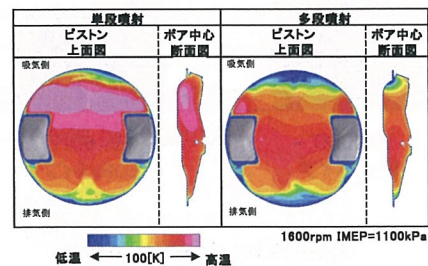 単段噴射 多段噴射
ピストン上面図 ボア中心断面図 ピストン上面図 ボア中心断面図
吸気側 吸気側
排気側 排気側
1600rpm IMEP=1100kPa
低温 100[K] 高温